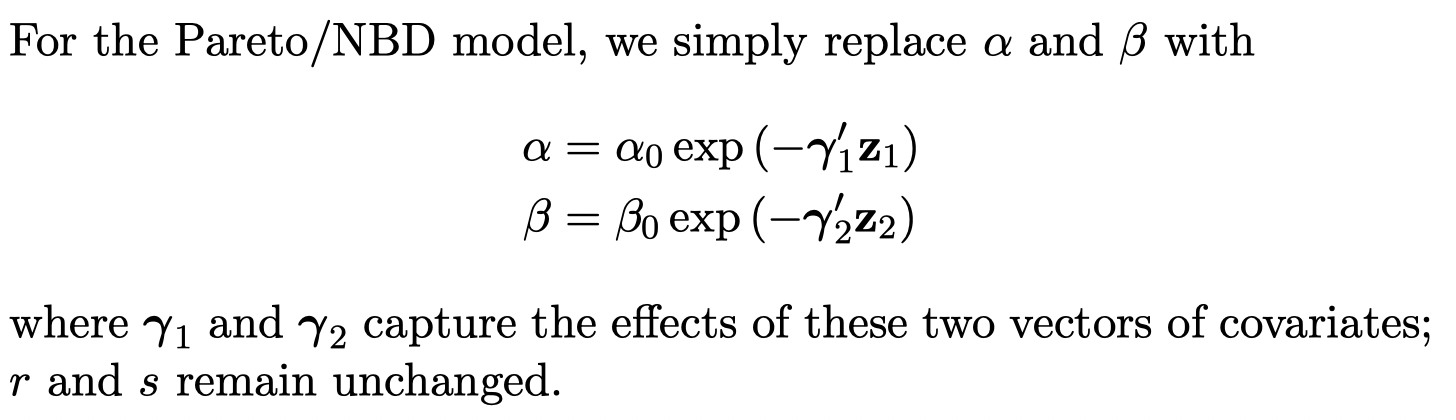 For the Pareto/NBD model, we simply replace α and β with
α = α₀ exp (−γ′₁z₁)
β = β₀ exp (−γ′₂z₂)
where γ₁ and γ₂ capture the effects of these two vectors of covariates;
r and s remain unchanged.